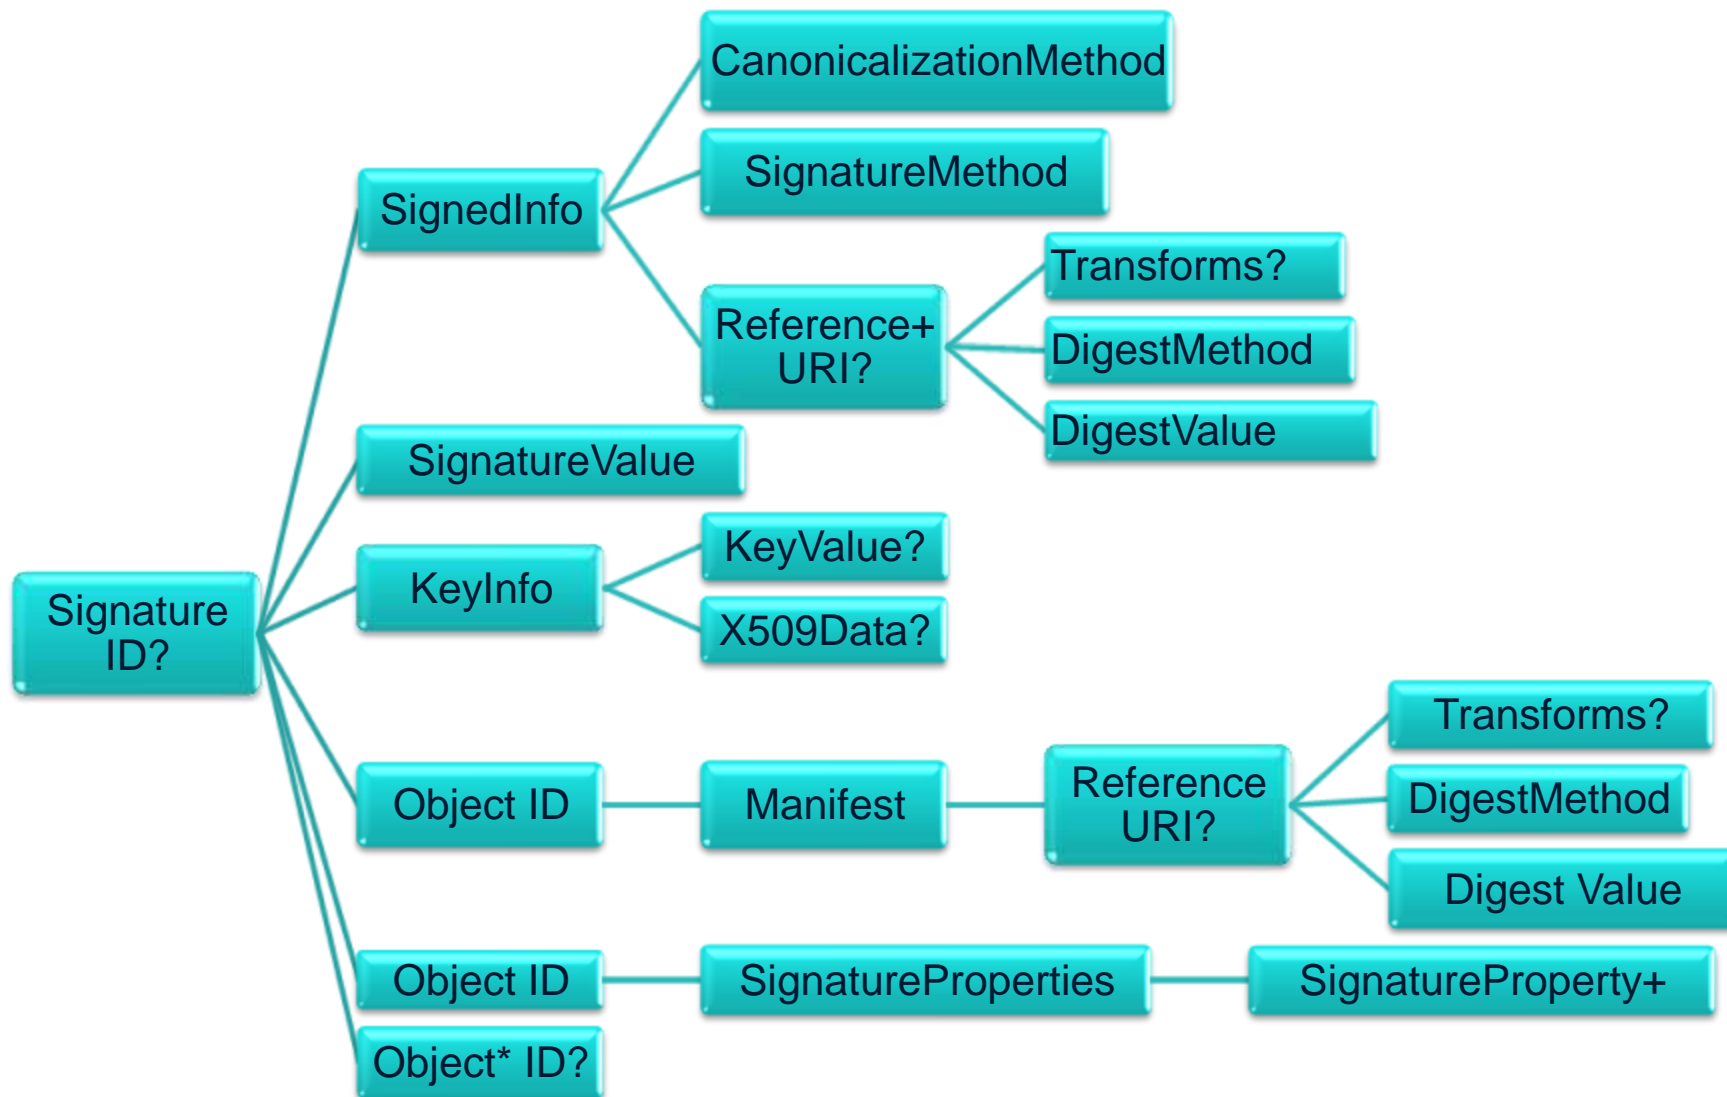 CanonicalizationMethod
SignatureMethod
SignedInfo
Transforms?
Reference+
URI?
DigestMethod
DigestValue
SignatureValue
KeyValue?
KeyInfo
X509Data?
Signature
ID?
Transforms?
Object ID
Manifest
Reference
URI?
DigestMethod
Digest Value
Object ID
SignatureProperties
SignatureProperty+
Object* ID?